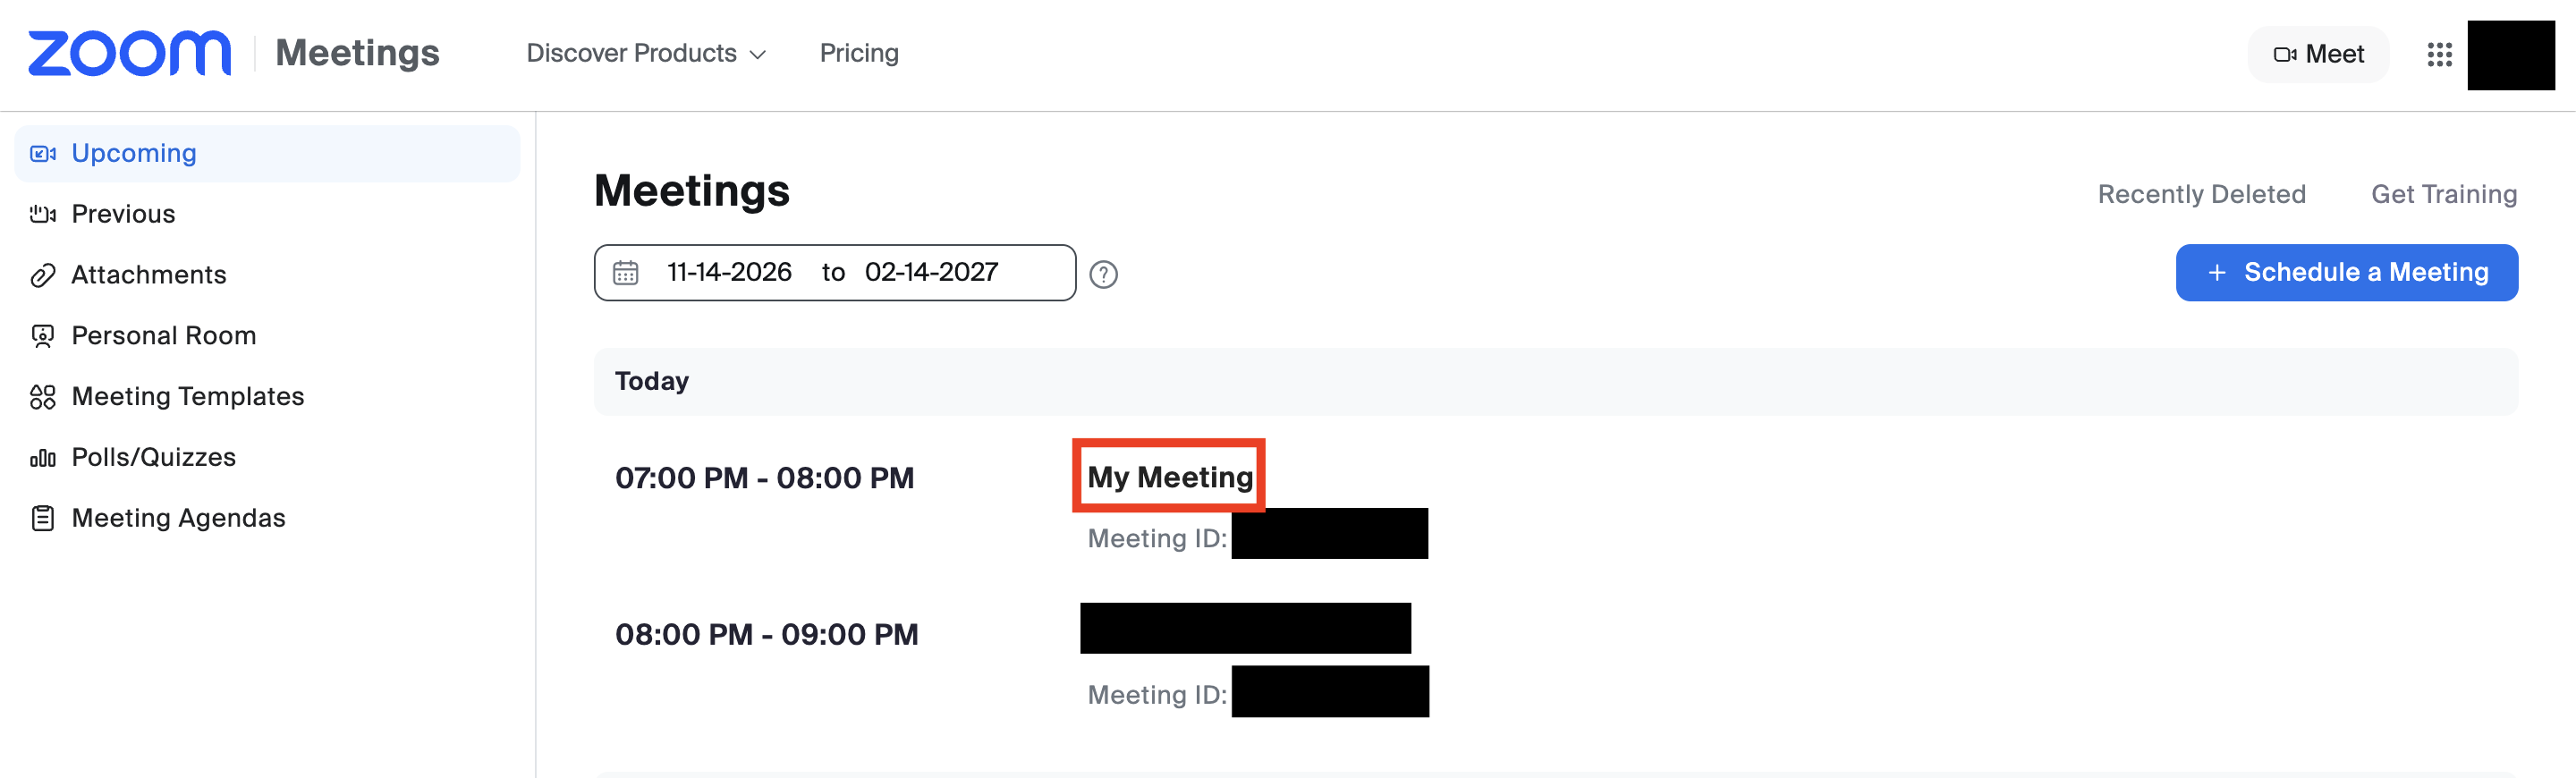 zoom Meetings Discover Products Pricing Meet
Upcoming
Previous
Attachments
Personal Room
Meeting Templates
Polls/Quizzes
Meeting Agendas
Meetings
Recently Deleted Get Training
11-14-2026 to 02-14-2027 ?
+ Schedule a Meeting
Today
07:00 PM - 08:00 PM My Meeting
Meeting ID:
08:00 PM - 09:00 PM
Meeting ID: